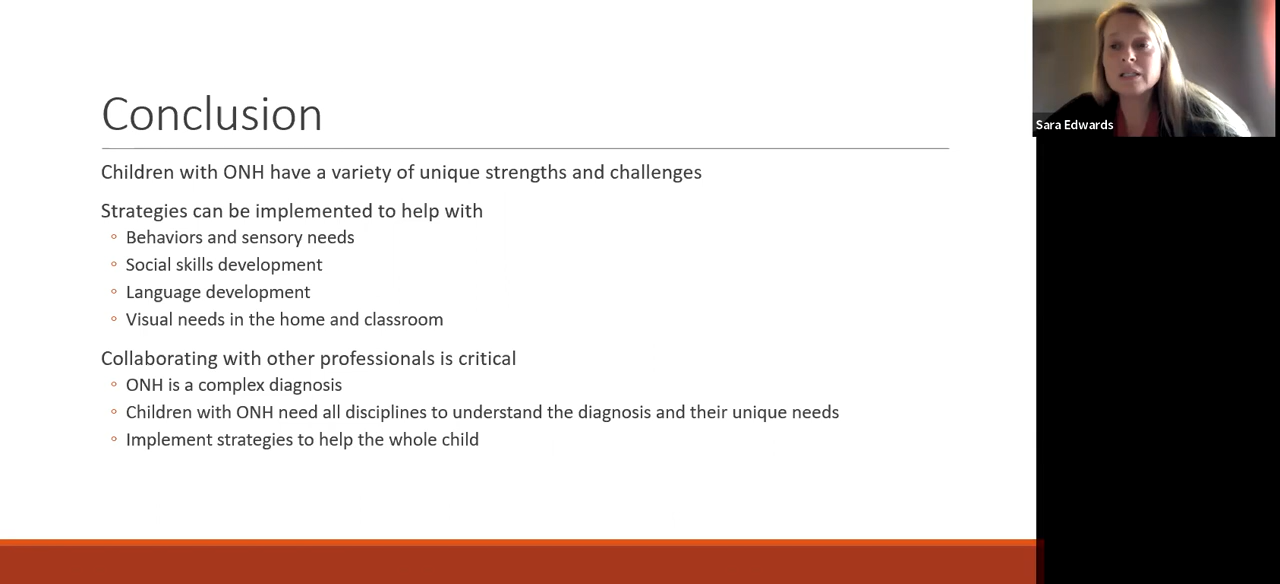 Conclusion
Children with ONH have a variety of unique strengths and challenges
Strategies can be implemented to help with
◦ Behaviors and sensory needs
◦ Social skills development
◦ Language development
◦ Visual needs in the home and classroom
Collaborating with other professionals is critical
◦ ONH is a complex diagnosis
◦ Children with ONH need all disciplines to understand the diagnosis and their unique needs
◦ Implement strategies to help the whole child
Sara Edwards